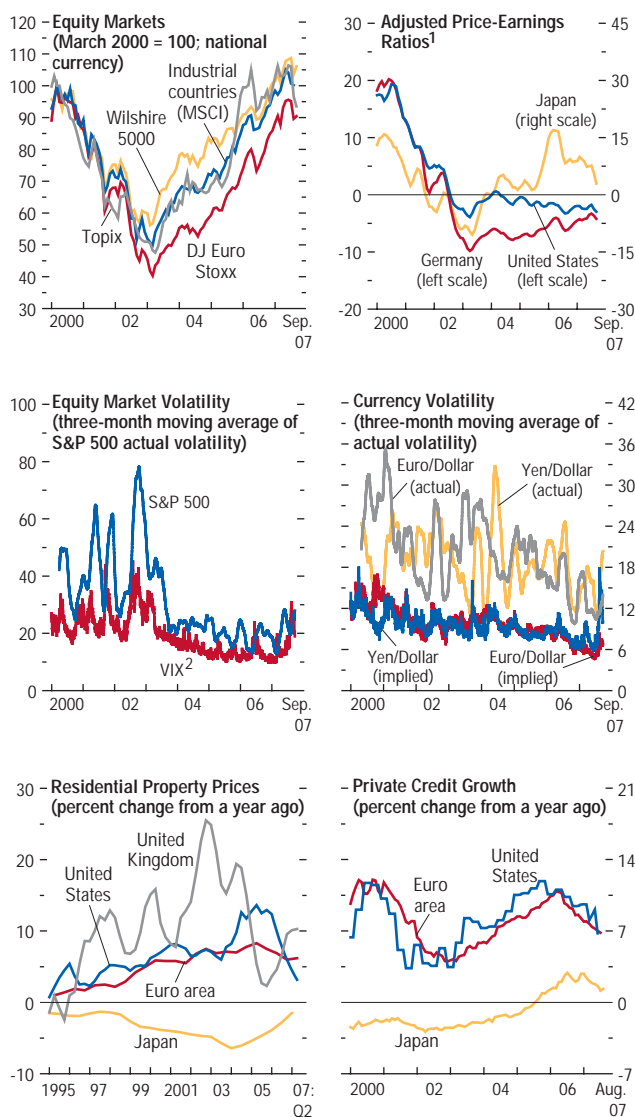 Equity Markets
(March 2000 = 100; national
currency)
120
110
100
90
80
70
60
50
40
30
Industrial
countries
(MSCI)
Wilshire
5000
Topix
DJ Euro
Stoxx
2000 02 04 06 Sep.
07
Adjusted Price-Earnings
Ratios1
30
20
10
0
-10
-20
45
30
15
0
-15
-30
Japan
(right scale)
Germany
(left scale)
United States
(left scale)
2000 02 04 06 Sep.
07
Equity Market Volatility
(three-month moving average of
S&P 500 actual volatility)
100
80
60
40
20
0
S&P 500
VIX2
2000 02 04 06 Sep.
07
Currency Volatility
(three-month moving average of
actual volatility)
42
36
30
24
18
12
6
0
Euro/Dollar
(actual)
Yen/Dollar
(actual)
Yen/Dollar
(implied)
Euro/Dollar
(implied)
2000 02 04 06 Sep.
07
Residential Property Prices
(percent change from a year ago)
30
20
10
0
-10
United
Kingdom
United
States
Euro area
Japan
1995 97 99 2001 03 05 07:
Q2
Private Credit Growth
(percent change from a year ago)
21
14
7
0
-7
United
States
Euro
area
Japan
2000 02 04 06 Aug.
07